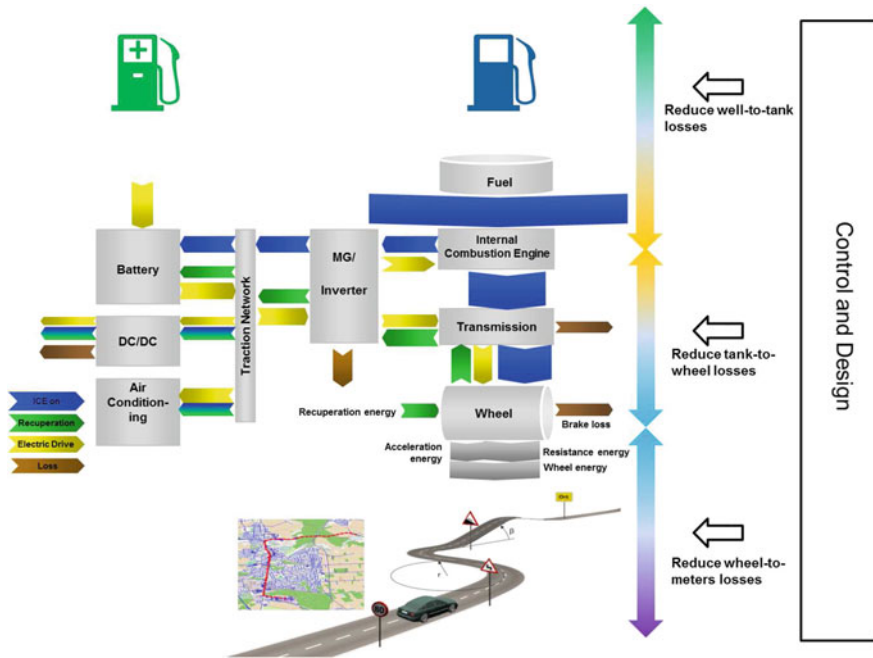 Reduce well-to-tank
losses
Fuel
Internal
Combustion Engine
Battery
MG/
Inverter
Traction Network
Transmission
DC/DC
Reduce tank-to-
wheel losses
Control and Design
Air
Condition-
ing
ICE on
Recuperation
Electric Drive
Loss
Recuperation energy
Wheel
Brake loss
Acceleration
energy
Resistance energy
Wheel energy
β
r
80
Reduce wheel-to-
meters losses